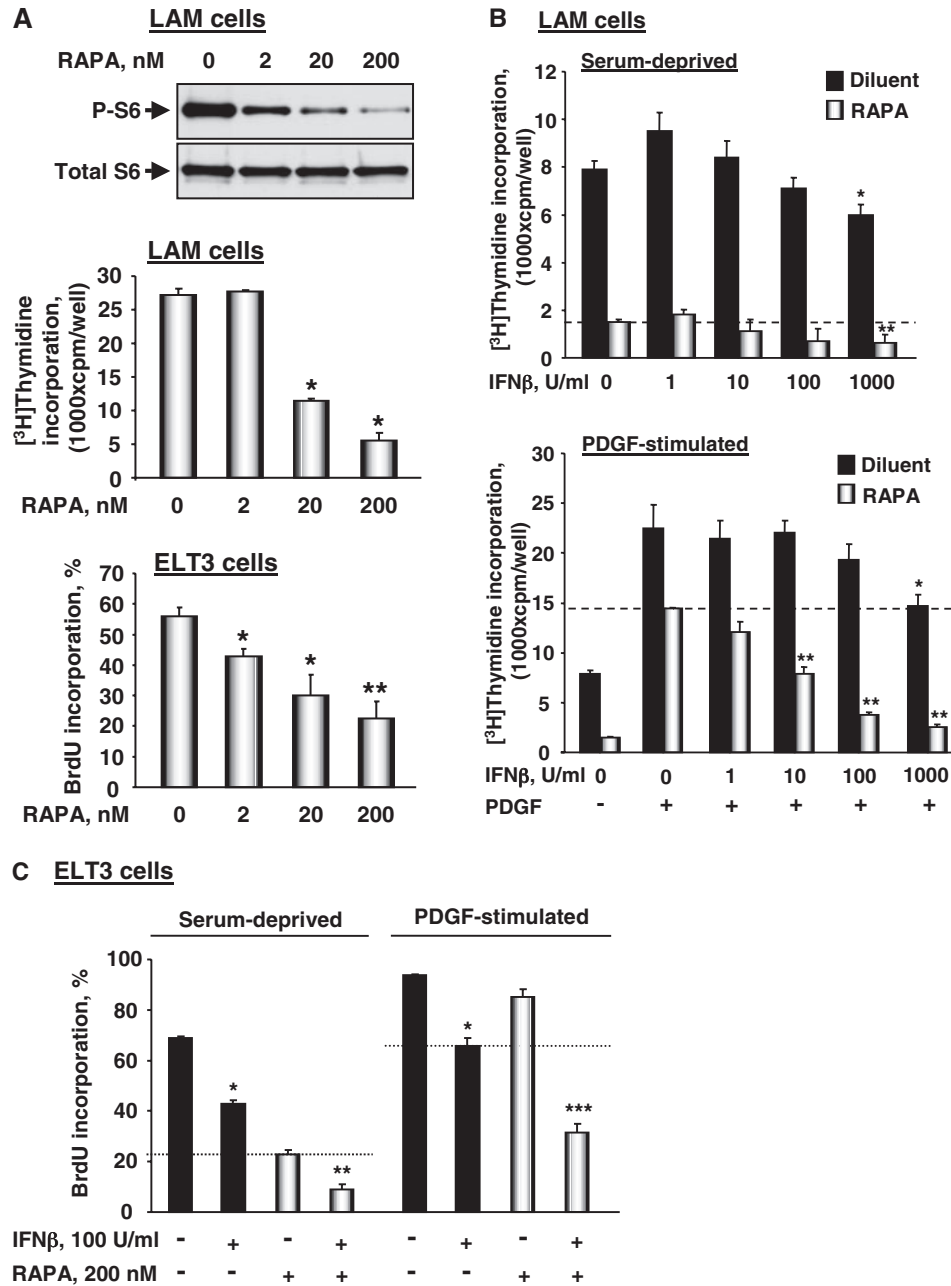 A
LAM cells
RAPA, nM 0 2 20 200
P-S6
Total S6
LAM cells
[³H]Thymidine incorporation, (1000xcpm/well)
30
25
20
15
10
5
0
* *
RAPA, nM 0 2 20 200
ELT3 cells
BrdU incorporation, %
70
60
50
40
30
20
10
0
* * **
RAPA, nM 0 2 20 200
B
LAM cells
Serum-deprived
Diluent
RAPA
[³H]Thymidine incorporation, (1000xcpm/well)
12
10
8
6
4
2
0
* **
IFNβ, U/ml 0 1 10 100 1000
PDGF-stimulated
Diluent
RAPA
[³H]Thymidine incorporation, (1000xcpm/well)
30
25
20
15
10
5
0
** ** * **
IFNβ, U/ml 0 0 1 10 100 1000
PDGF - + + + + +
C
ELT3 cells
Serum-deprived
PDGF-stimulated
BrdU incorporation, %
100
80
60
40
20
0
* ** * ***
IFNβ, 100 U/ml - + - + - + - +
RAPA, 200 nM - - + + - - + +